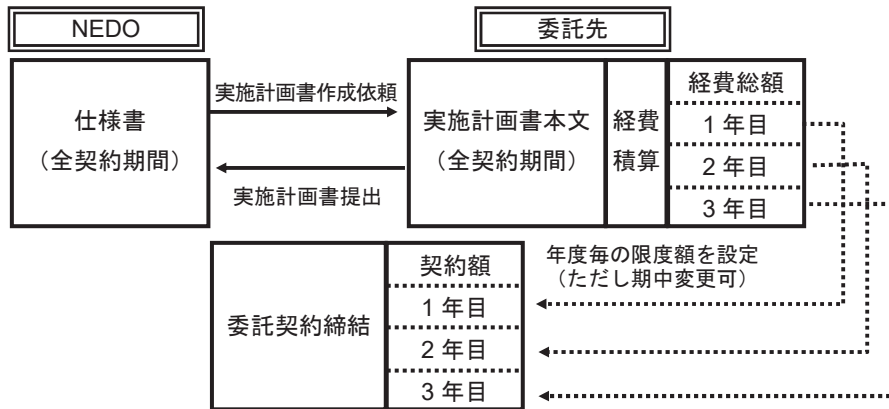 NEDO
委託先
仕様書
（全契約期間）
実施計画書作成依頼
実施計画書提出
実施計画書本文
（全契約期間）
経費
積算
経費総額
1 年目
2 年目
3 年目
委託契約締結
契約額
1 年目
2 年目
3 年目
年度毎の限度額を設定
（ただし期中変更可）